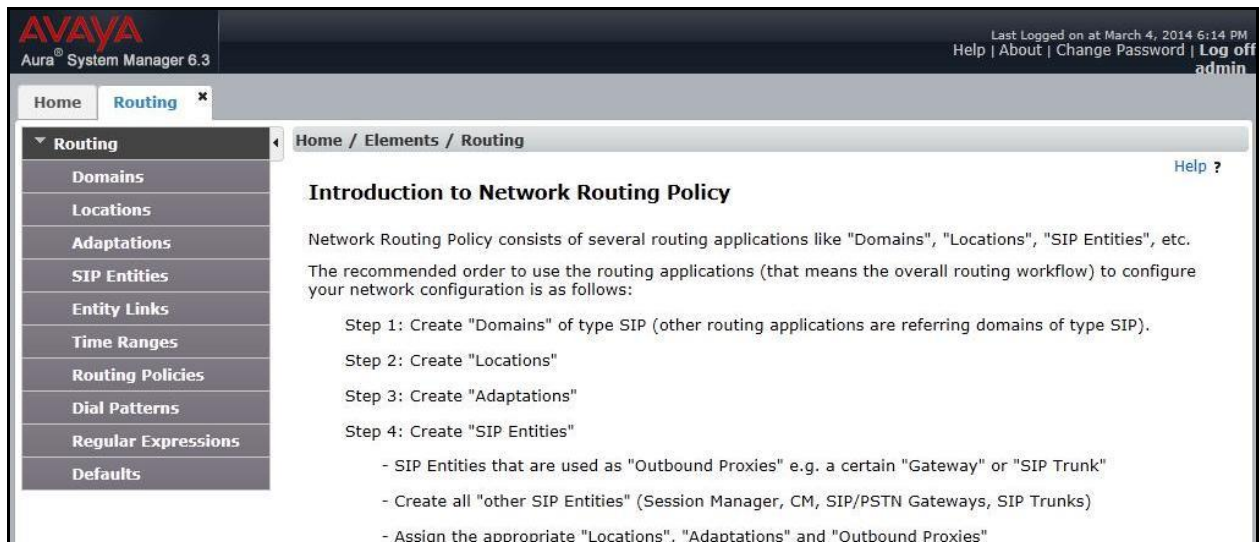 AVAYA
Aura® System Manager 6.3
Last Logged on at March 4, 2014 6:14 PM
Help | About | Change Password | Log off
admin
Home
Routing ×
Routing
Domains
Locations
Adaptations
SIP Entities
Entity Links
Time Ranges
Routing Policies
Dial Patterns
Regular Expressions
Defaults
Home / Elements / Routing
Help ?
Introduction to Network Routing Policy
Network Routing Policy consists of several routing applications like "Domains", "Locations", "SIP Entities", etc.
The recommended order to use the routing applications (that means the overall routing workflow) to configure
your network configuration is as follows:
Step 1: Create "Domains" of type SIP (other routing applications are referring domains of type SIP).
Step 2: Create "Locations"
Step 3: Create "Adaptations"
Step 4: Create "SIP Entities"
- SIP Entities that are used as "Outbound Proxies" e.g. a certain "Gateway" or "SIP Trunk"
- Create all "other SIP Entities" (Session Manager, CM, SIP/PSTN Gateways, SIP Trunks)
- Assign the appropriate "Locations", "Adaptations" and "Outbound Proxies"